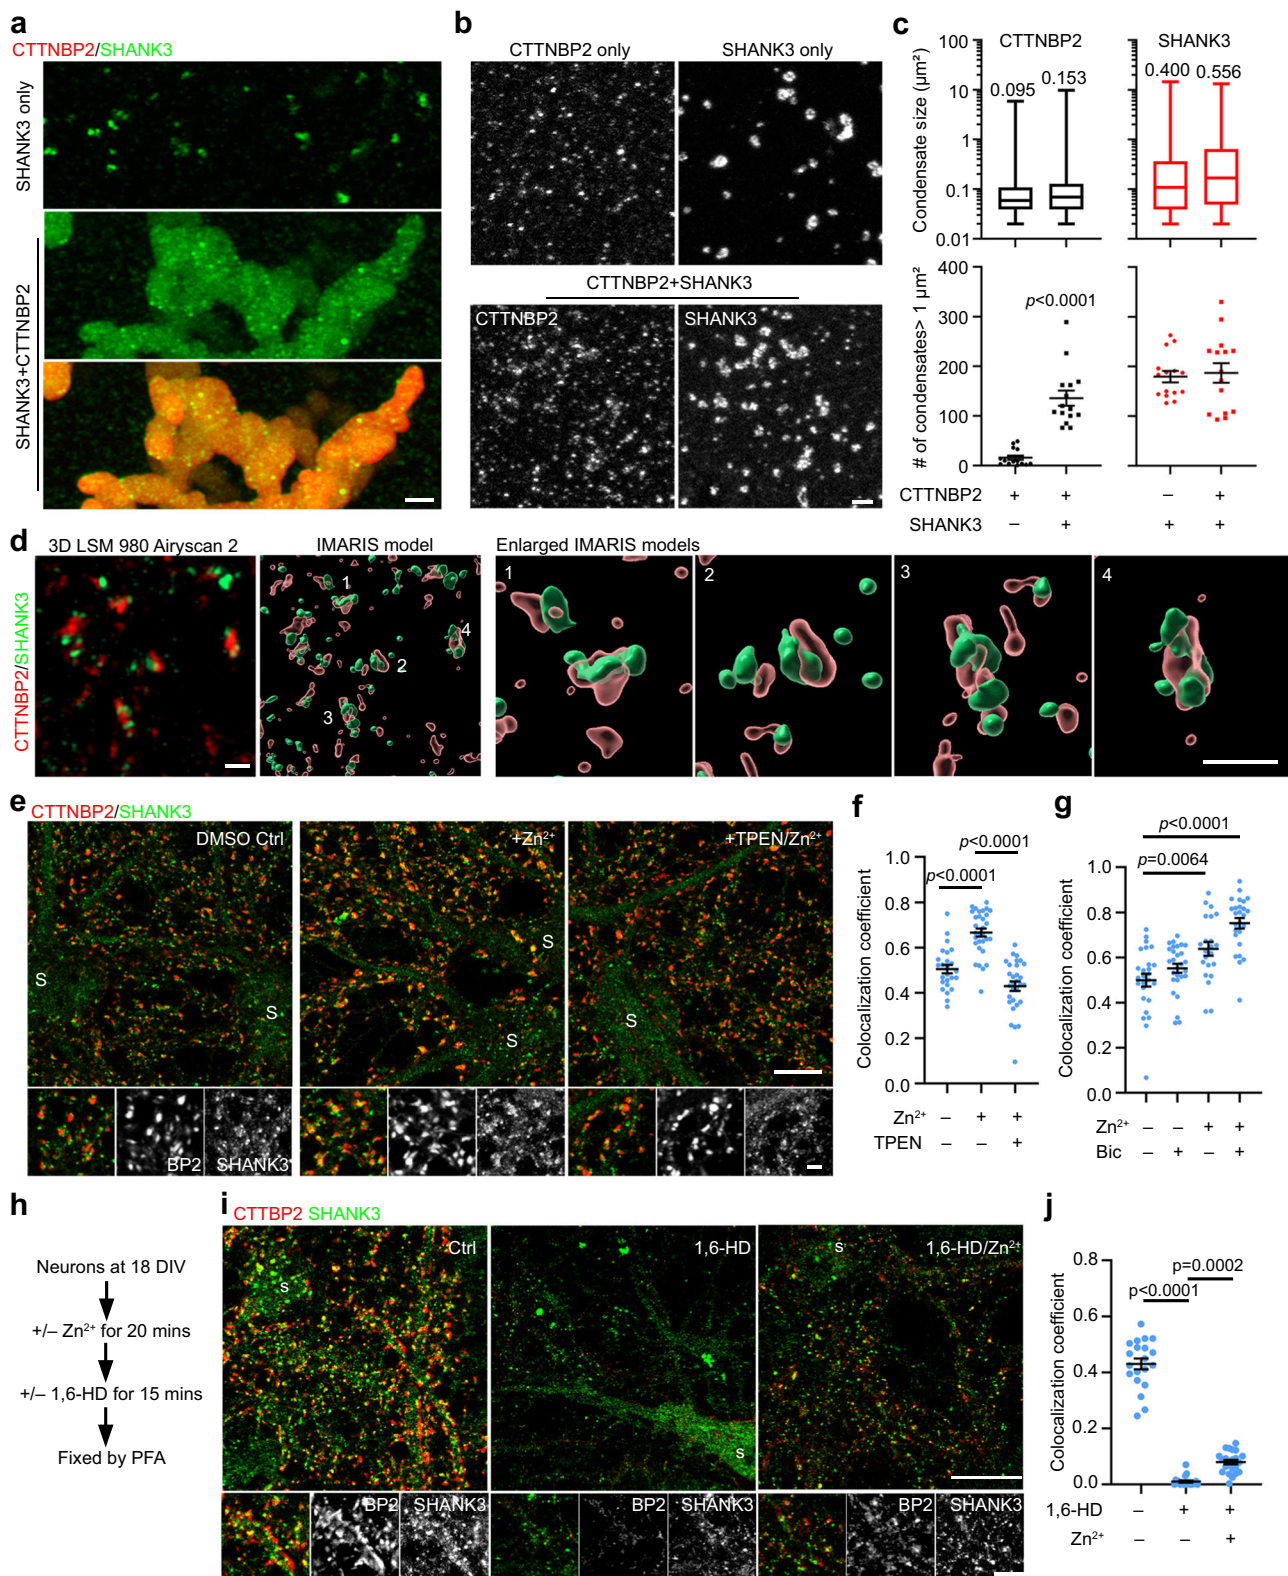 a
CTTNBP2/SHANK3
SHANK3 only
SHANK3+CTTNBP2
b
CTTNBP2 only
SHANK3 only
CTTNBP2+SHANK3
CTTNBP2
SHANK3
c
CTTNBP2
SHANK3
Condensate size (µm²)
100
10
1
0.1
0.01
0.095
0.153
0.400
0.556
# of condensates> 1 µm²
400
300
200
100
0
p<0.0001
CTTNBP2 + + – +
SHANK3 – + + +
d
3D LSM 980 Airyscan 2
IMARIS model
Enlarged IMARIS models
CTTNBP2/SHANK3
1
2
3
4
1
2
3
4
e
CTTNBP2/SHANK3
DMSO Ctrl
+Zn²⁺
+TPEN/Zn²⁺
S
S
S
S
S
BP2
SHANK3
f
Colocalization coefficient
1.0
0.8
0.6
0.4
0.2
0.0
p<0.0001
p<0.0001
Zn²⁺ – + +
TPEN – – +
g
Colocalization coefficient
1.0
0.8
0.6
0.4
0.2
0.0
p<0.0001
p=0.0064
Zn²⁺ – – + +
Bic – + – +
h
Neurons at 18 DIV
+/– Zn²⁺ for 20 mins
+/– 1,6-HD for 15 mins
Fixed by PFA
i
CTTBP2 SHANK3
Ctrl
1,6-HD
1,6-HD/Zn²⁺
s
s
s
BP2
SHANK3
BP2
SHANK3
BP2
SHANK3
j
Colocalization coefficient
0.8
0.6
0.4
0.2
0.0
p=0.0002
p<0.0001
1,6-HD – + +
Zn²⁺ – – +